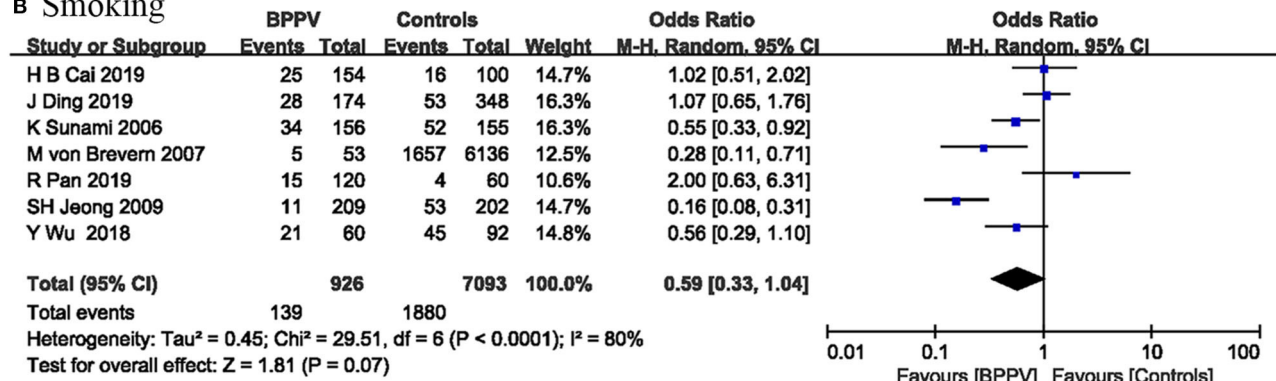 B Smoking
BPPV Controls Odds Ratio Odds Ratio
Study or Subgroup Events Total Events Total Weight M-H. Random. 95% CI M-H. Random. 95% CI
H B Cai 2019 25 154 16 100 14.7% 1.02 [0.51, 2.02]
J Ding 2019 28 174 53 348 16.3% 1.07 [0.65, 1.76]
K Sunami 2006 34 156 52 155 16.3% 0.55 [0.33, 0.92]
M von Brevern 2007 5 53 1657 6136 12.5% 0.28 [0.11, 0.71]
R Pan 2019 15 120 4 60 10.6% 2.00 [0.63, 6.31]
SH Jeong 2009 11 209 53 202 14.7% 0.16 [0.08, 0.31]
Y Wu 2018 21 60 45 92 14.8% 0.56 [0.29, 1.10]
Total (95% CI) 926 7093 100.0% 0.59 [0.33, 1.04]
Total events 139 1880
Heterogeneity: Tau² = 0.45; Chi² = 29.51, df = 6 (P < 0.0001); I² = 80%
Test for overall effect: Z = 1.81 (P = 0.07)
0.01 0.1 1 10 100
Favours [BPPV] Favours [Controls]